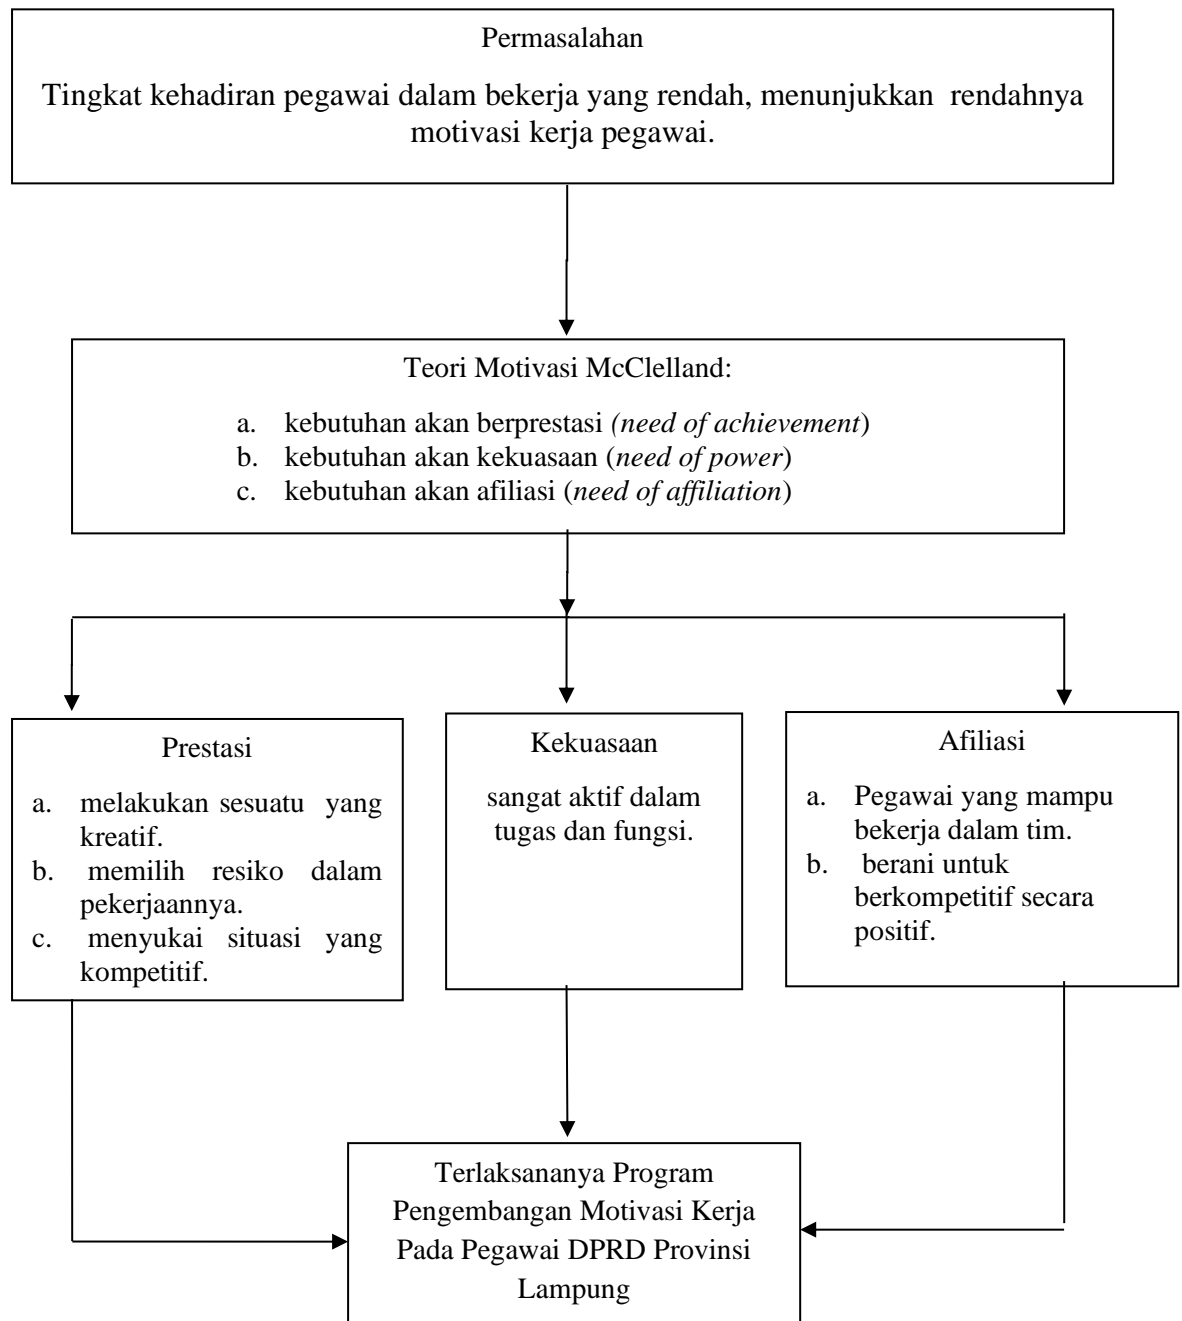 Permasalahan
Tingkat kehadiran pegawai dalam bekerja yang rendah, menunjukkan rendahnya
motivasi kerja pegawai.
Teori Motivasi McClelland:
a. kebutuhan akan berprestasi (need of achievement)
b. kebutuhan akan kekuasaan (need of power)
c. kebutuhan akan afiliasi (need of affiliation)
Prestasi
a. melakukan sesuatu yang
kreatif.
b. memilih resiko dalam
pekerjaannya.
c. menyukai situasi yang
kompetitif.
Kekuasaan
sangat aktif dalam
tugas dan fungsi.
Afiliasi
a. Pegawai yang mampu
bekerja dalam tim.
b. berani untuk
berkompetitif secara
positif.
Terlaksananya Program
Pengembangan Motivasi Kerja
Pada Pegawai DPRD Provinsi
Lampung